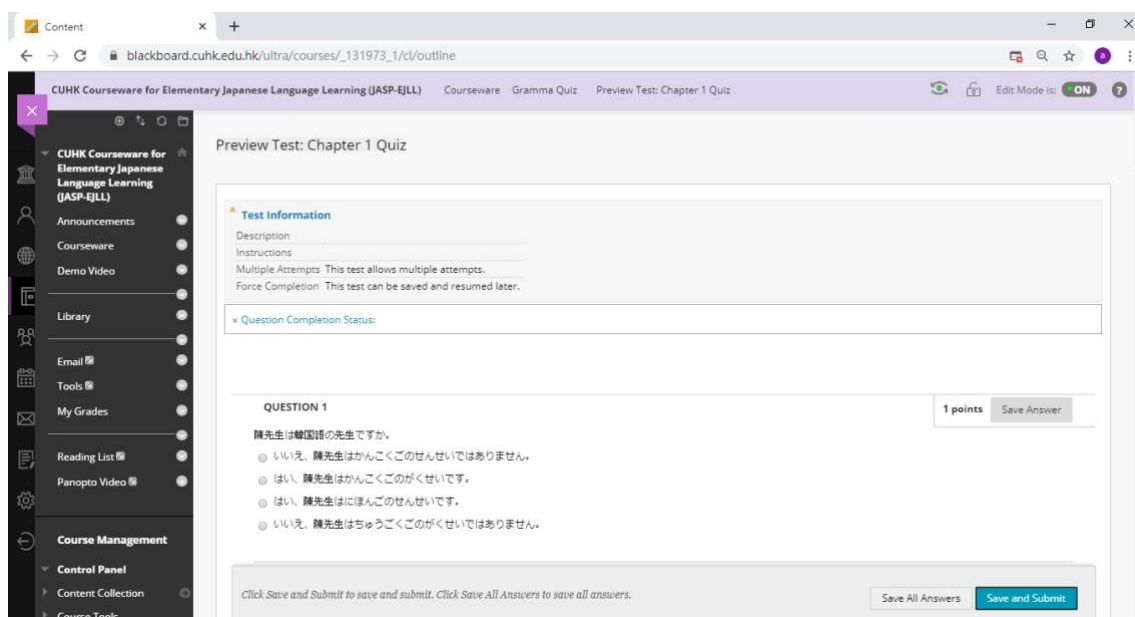 Content
blackboard.cuhk.edu.hk/ultra/courses/_131973_1/cl/outline
a
CUHK Courseware for Elementary Japanese Language Learning (JASP-EJLL) Courseware Gramma Quiz Preview Test: Chapter 1 Quiz
Edit Mode is: ON ?
CUHK Courseware for
Elementary Japanese
Language Learning
(JASP-EJLL)
Announcements
Courseware
Demo Video
Library
Email
Tools
My Grades
Reading List
Panopto Video
Course Management
Control Panel
Content Collection
Course Tools
Preview Test: Chapter 1 Quiz
* Test Information
Description
Instructions
Multiple Attempts This test allows multiple attempts.
Force Completion This test can be saved and resumed later.
Question Completion Status:
QUESTION 1
1 points Save Answer
陳先生は韓国語の先生ですか。
いいえ、陳先生はかんこくごのせんせいではありません。
はい、陳先生はかんこくごのがくせいです。
はい、陳先生はにほんごのせんせいです。
いいえ、陳先生はちゅうごくごのがくせいではありません。
Click Save and Submit to save and submit. Click Save All Answers to save all answers.
Save All Answers Save and Submit